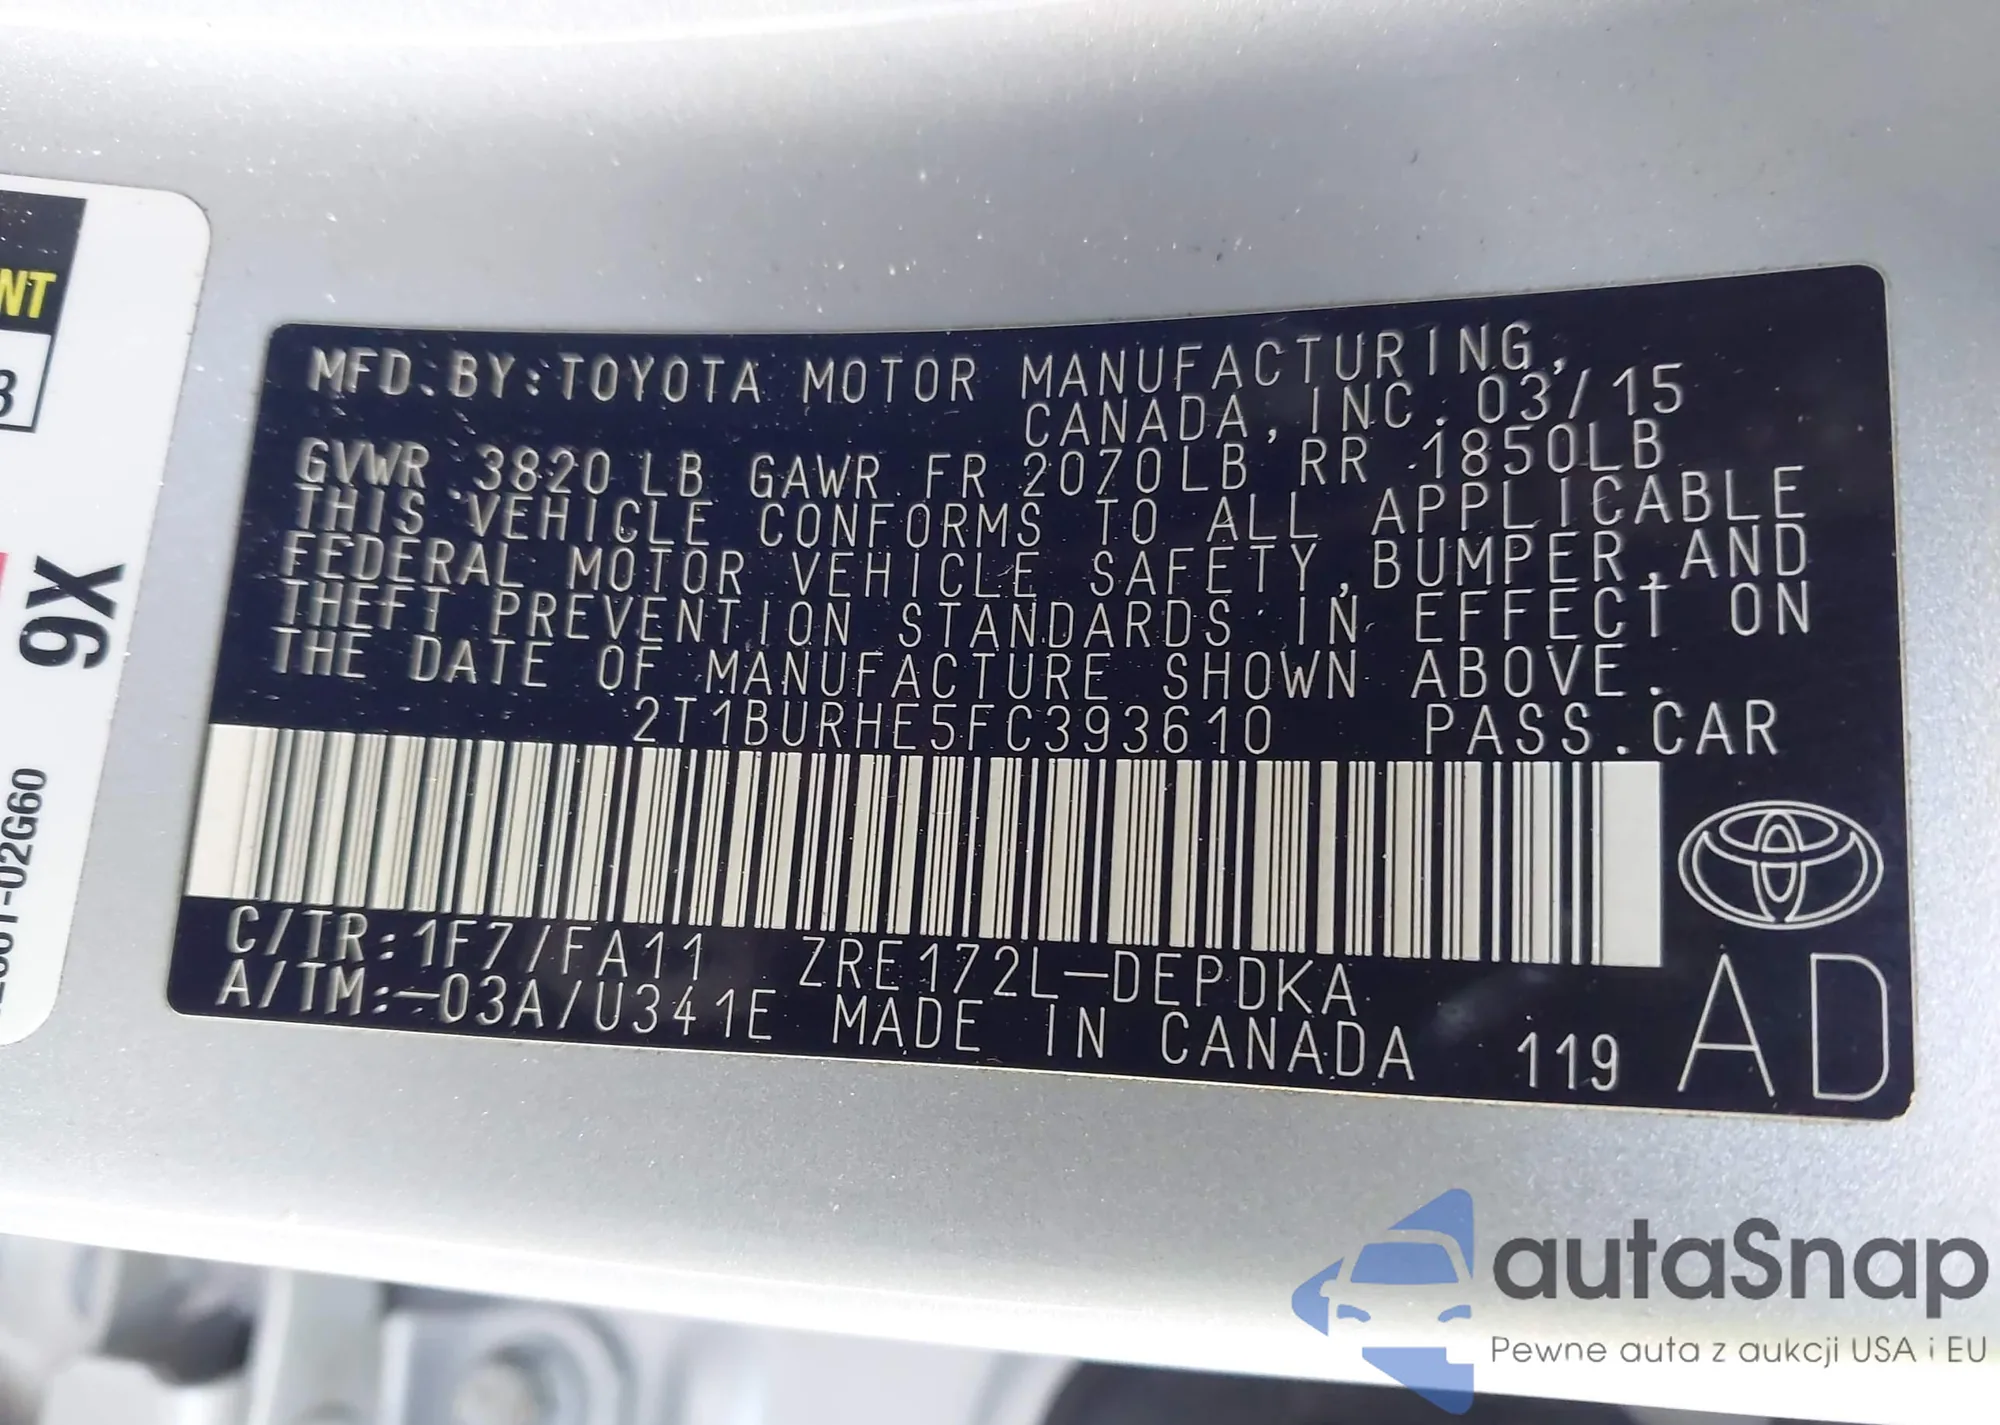 NT
3
9X
-02G60
MFD. BY: TOYOTA MOTOR MANUFACTURING,
CANADA, INC. 03/15
GVWR 3820 LB GAWR FR 2070LB RR 1850LB
THIS VEHICLE CONFORMS TO ALL APPLICABLE
FEDERAL MOTOR VEHICLE SAFETY, BUMPER, AND
THEFT PREVENTION STANDARDS IN EFFECT ON
THE DATE OF MANUFACTURE SHOWN ABOVE.
2T1BURHE5FC393610 PASS. CAR
C/TR: 1F7/FA11 ZRE172L-DEPDKA
A/TM: -03A/U341E MADE IN CANADA 119 AD
autaSnap
Pewne auta z aukcji USA i EU